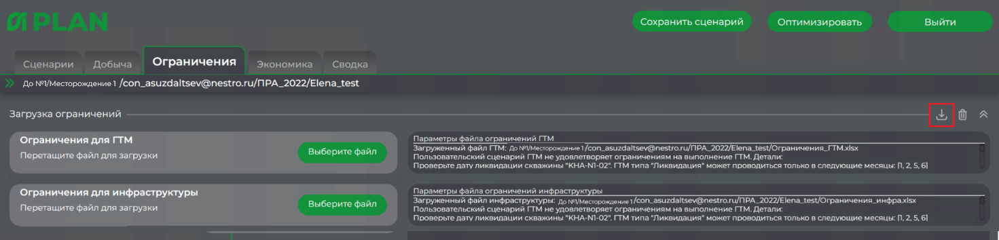 PLAN
Сохранить сценарий Оптимизировать Выйти
Сценарии Добыча Ограничения Экономика Сводка
До №1/Месторождение 1 /con_asuzdaltsev@nestro.ru/ПРА_2022/Elena_test
Загрузка ограничений
Ограничения для ГТМ
Перетащите файл для загрузки
Выберите файл
Параметры файла ограничений ГТМ
Загруженный файл ГТМ: До №1/Месторождение 1/con_asuzdaltsev@nestro.ru/ПРА_2022/Elena_test/Ограничения_ГТМ.xlsx
Пользовательский сценарий ГТМ не удовлетворяет ограничениям на выполнение ГТМ. Детали:
Проверьте дату ликвидации скважины "KHA-N1-02". ГТМ типа "Ликвидация" может проводиться только в следующие месяцы: [1, 2, 5, 6]
Ограничения для инфраструктуры
Перетащите файл для загрузки
Выберите файл
Параметры файла ограничений инфраструктуры
Загруженный файл инфраструктуры: До №1/Месторождение 1/con_asuzdaltsev@nestro.ru/ПРА_2022/Elena_test/Ограничения_инфра.xlsx
Пользовательский сценарий ГТМ не удовлетворяет ограничениям на выполнение ГТМ. Детали:
Проверьте дату ликвидации скважины "KHA-N1-02". ГТМ типа "Ликвидация" может проводиться только в следующие месяцы: [1, 2, 5, 6]